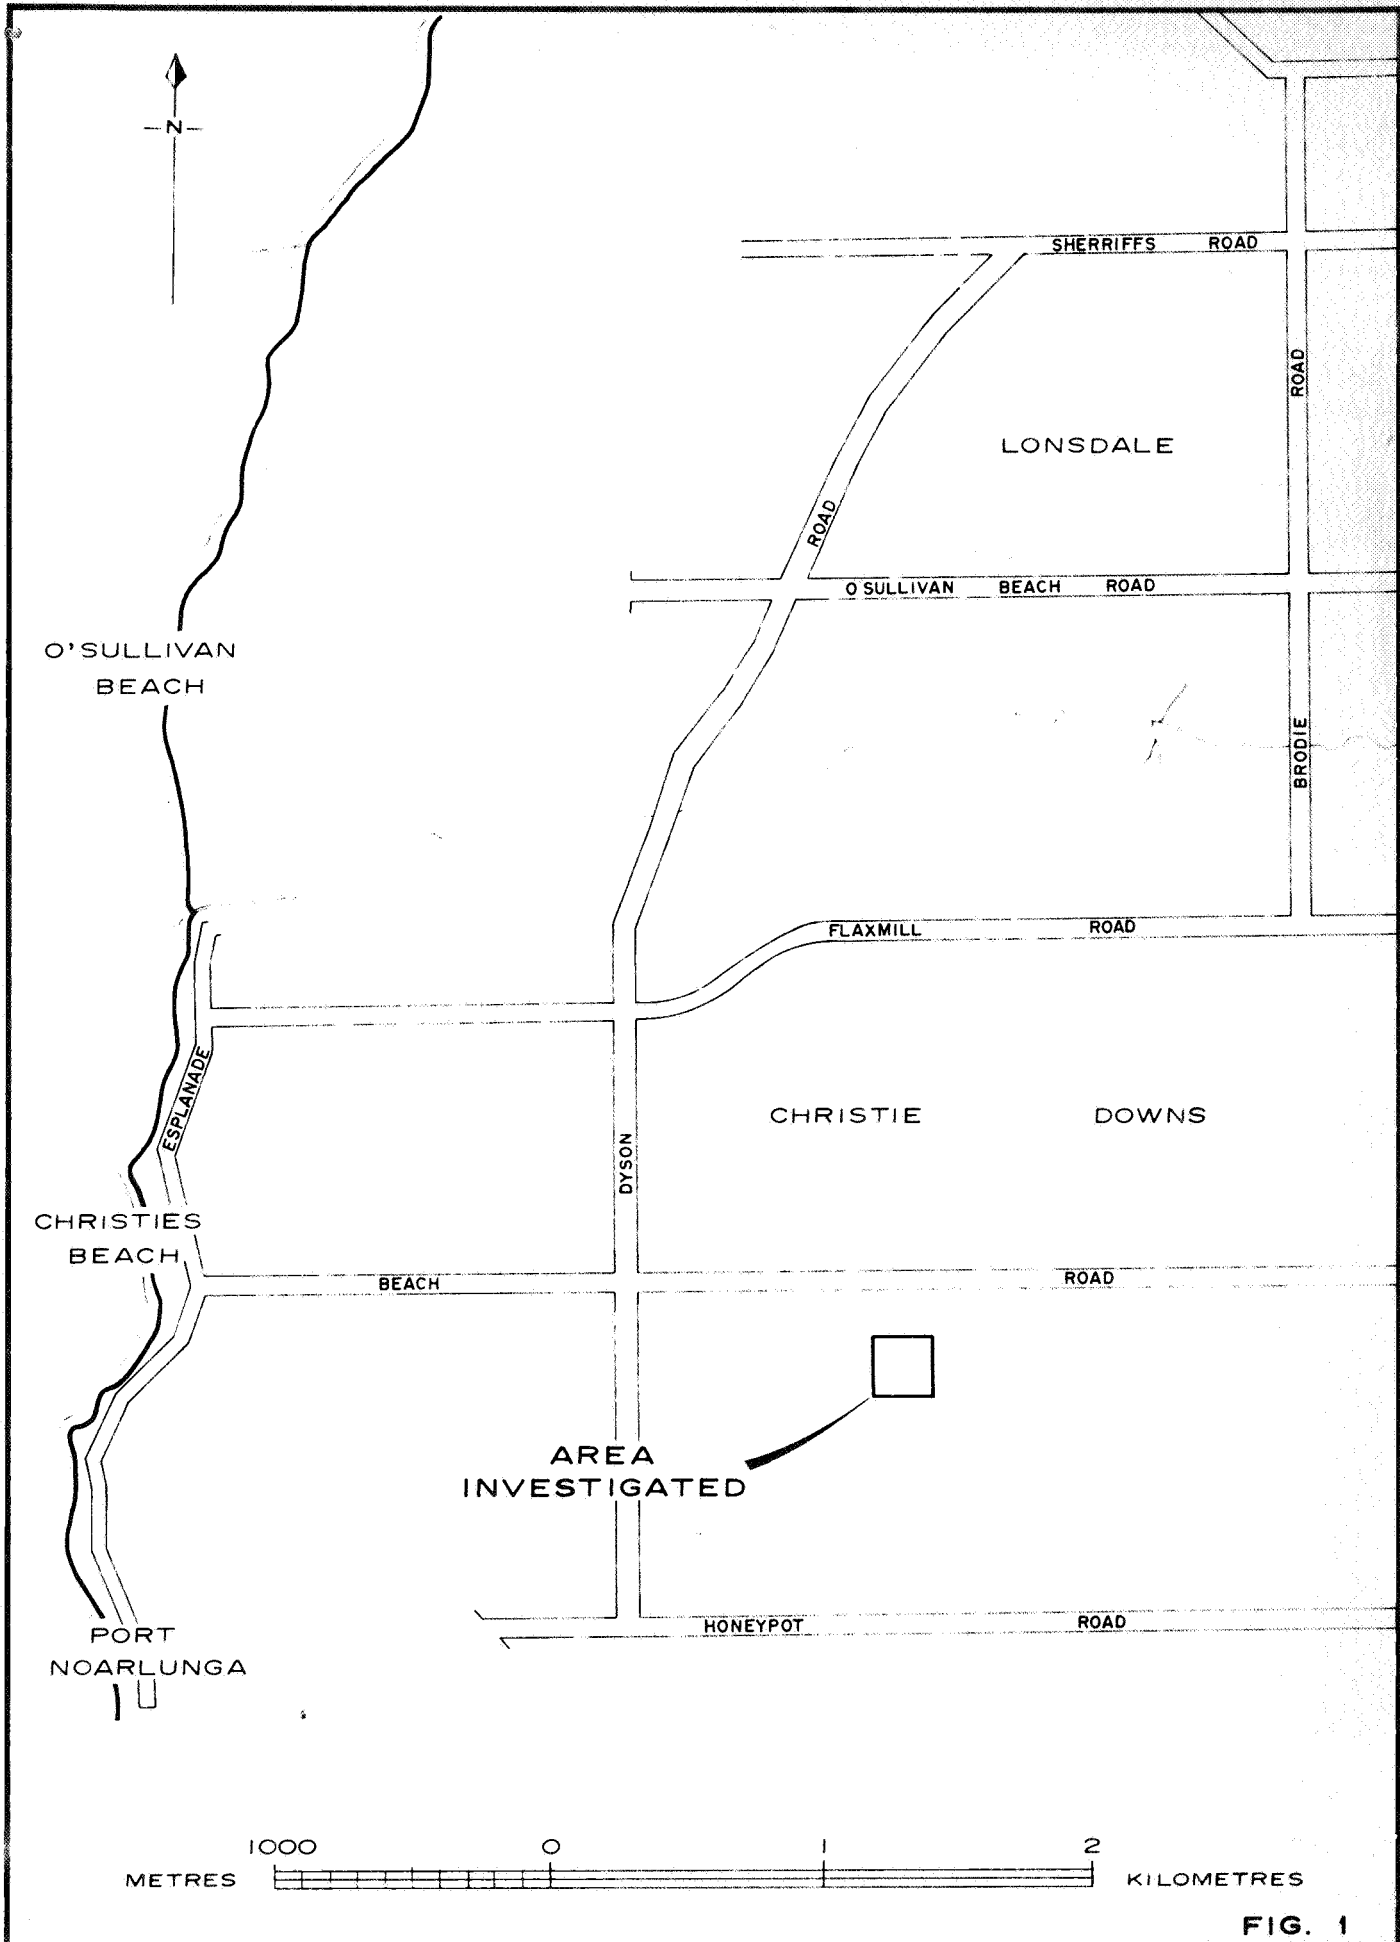 N
SHERRIFFS ROAD
ROAD
LONSDALE
ROAD
O SULLIVAN BEACH ROAD
O'SULLIVAN
BEACH
BRODIE
FLAXMILL ROAD
ESPLANADE
CHRISTIE DOWNS
DYSON
CHRISTIES
BEACH
BEACH ROAD
AREA
INVESTIGATED
HONEYPOT ROAD
PORT
NOARLUNGA
1000 0 1 2
METRES KILOMETRES
FIG. 1